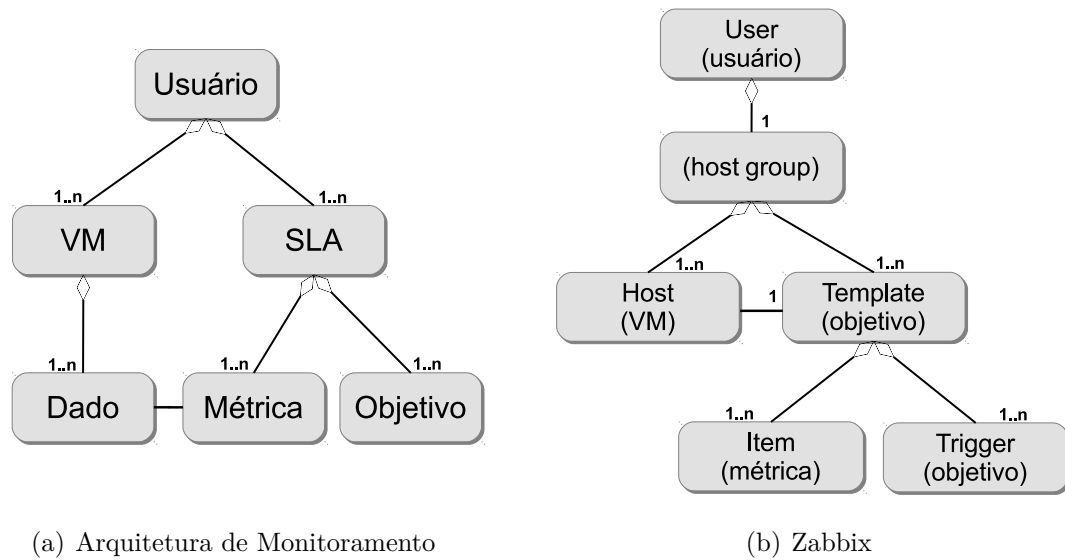 Usuário
1..n
1..n
VM
SLA
1..n
1..n
1..n
Dado
Métrica
Objetivo
(a) Arquitetura de Monitoramento
User
(usuário)
1
(host group)
1..n
1..n
Host
(VM)
1
Template
(objetivo)
1..n
1..n
Item
(métrica)
Trigger
(objetivo)
(b) Zabbix